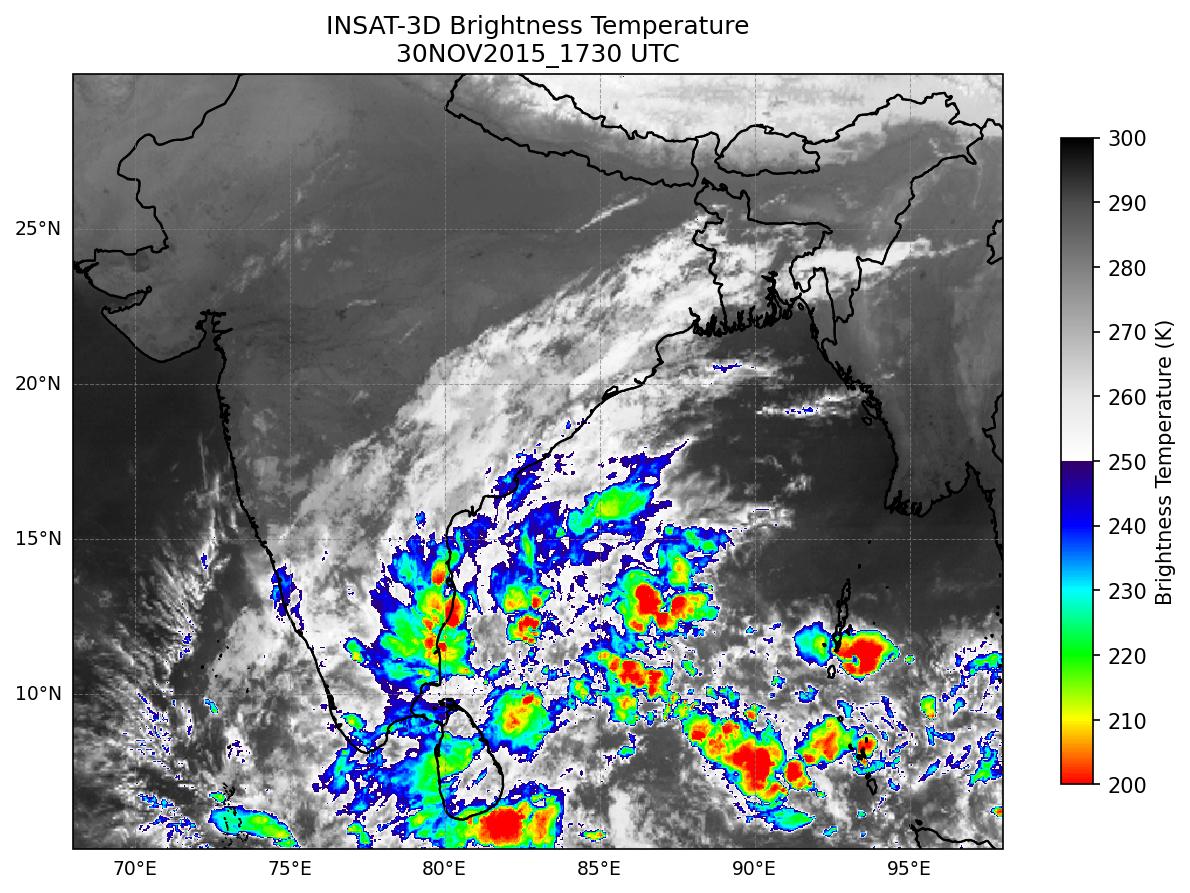 INSAT-3D Brightness Temperature
30NOV2015_1730 UTC
25°N
20°N
15°N
10°N
70°E
75°E
80°E
85°E
90°E
95°E
300
290
280
270
260
250
240
230
220
210
200
Brightness Temperature (K)